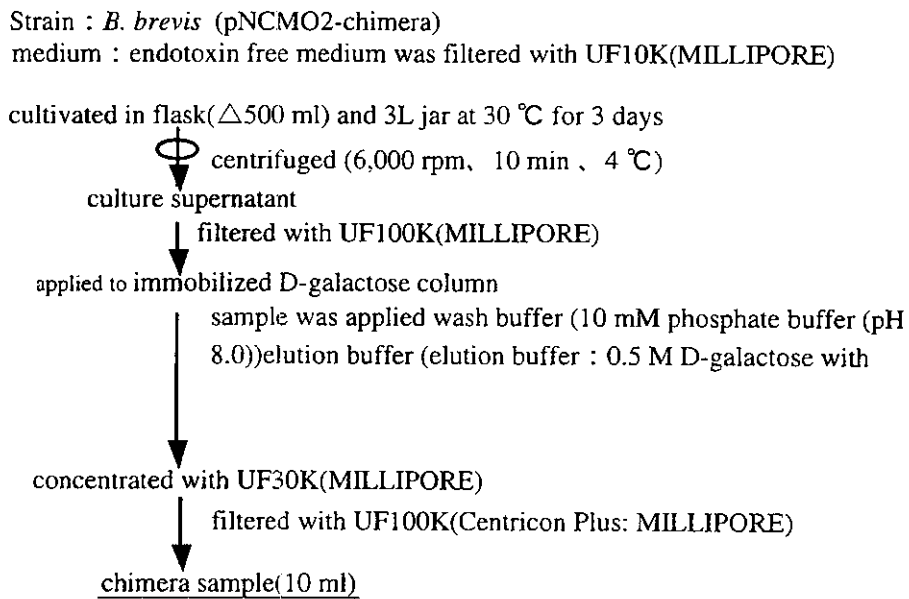 Strain : B. brevis (pNCMO2-chimera)
medium : endotoxin free medium was filtered with UF10K(MILLIPORE)
cultivated in flask(△500 ml) and 3L jar at 30 ℃ for 3 days
centrifuged (6,000 rpm、10 min 、4 ℃)
culture supernatant
filtered with UF100K(MILLIPORE)
applied to immobilized D-galactose column
sample was applied wash buffer (10 mM phosphate buffer (pH
8.0))elution buffer (elution buffer : 0.5 M D-galactose with
concentrated with UF30K(MILLIPORE)
filtered with UF100K(Centricon Plus: MILLIPORE)
chimera sample(10 ml)